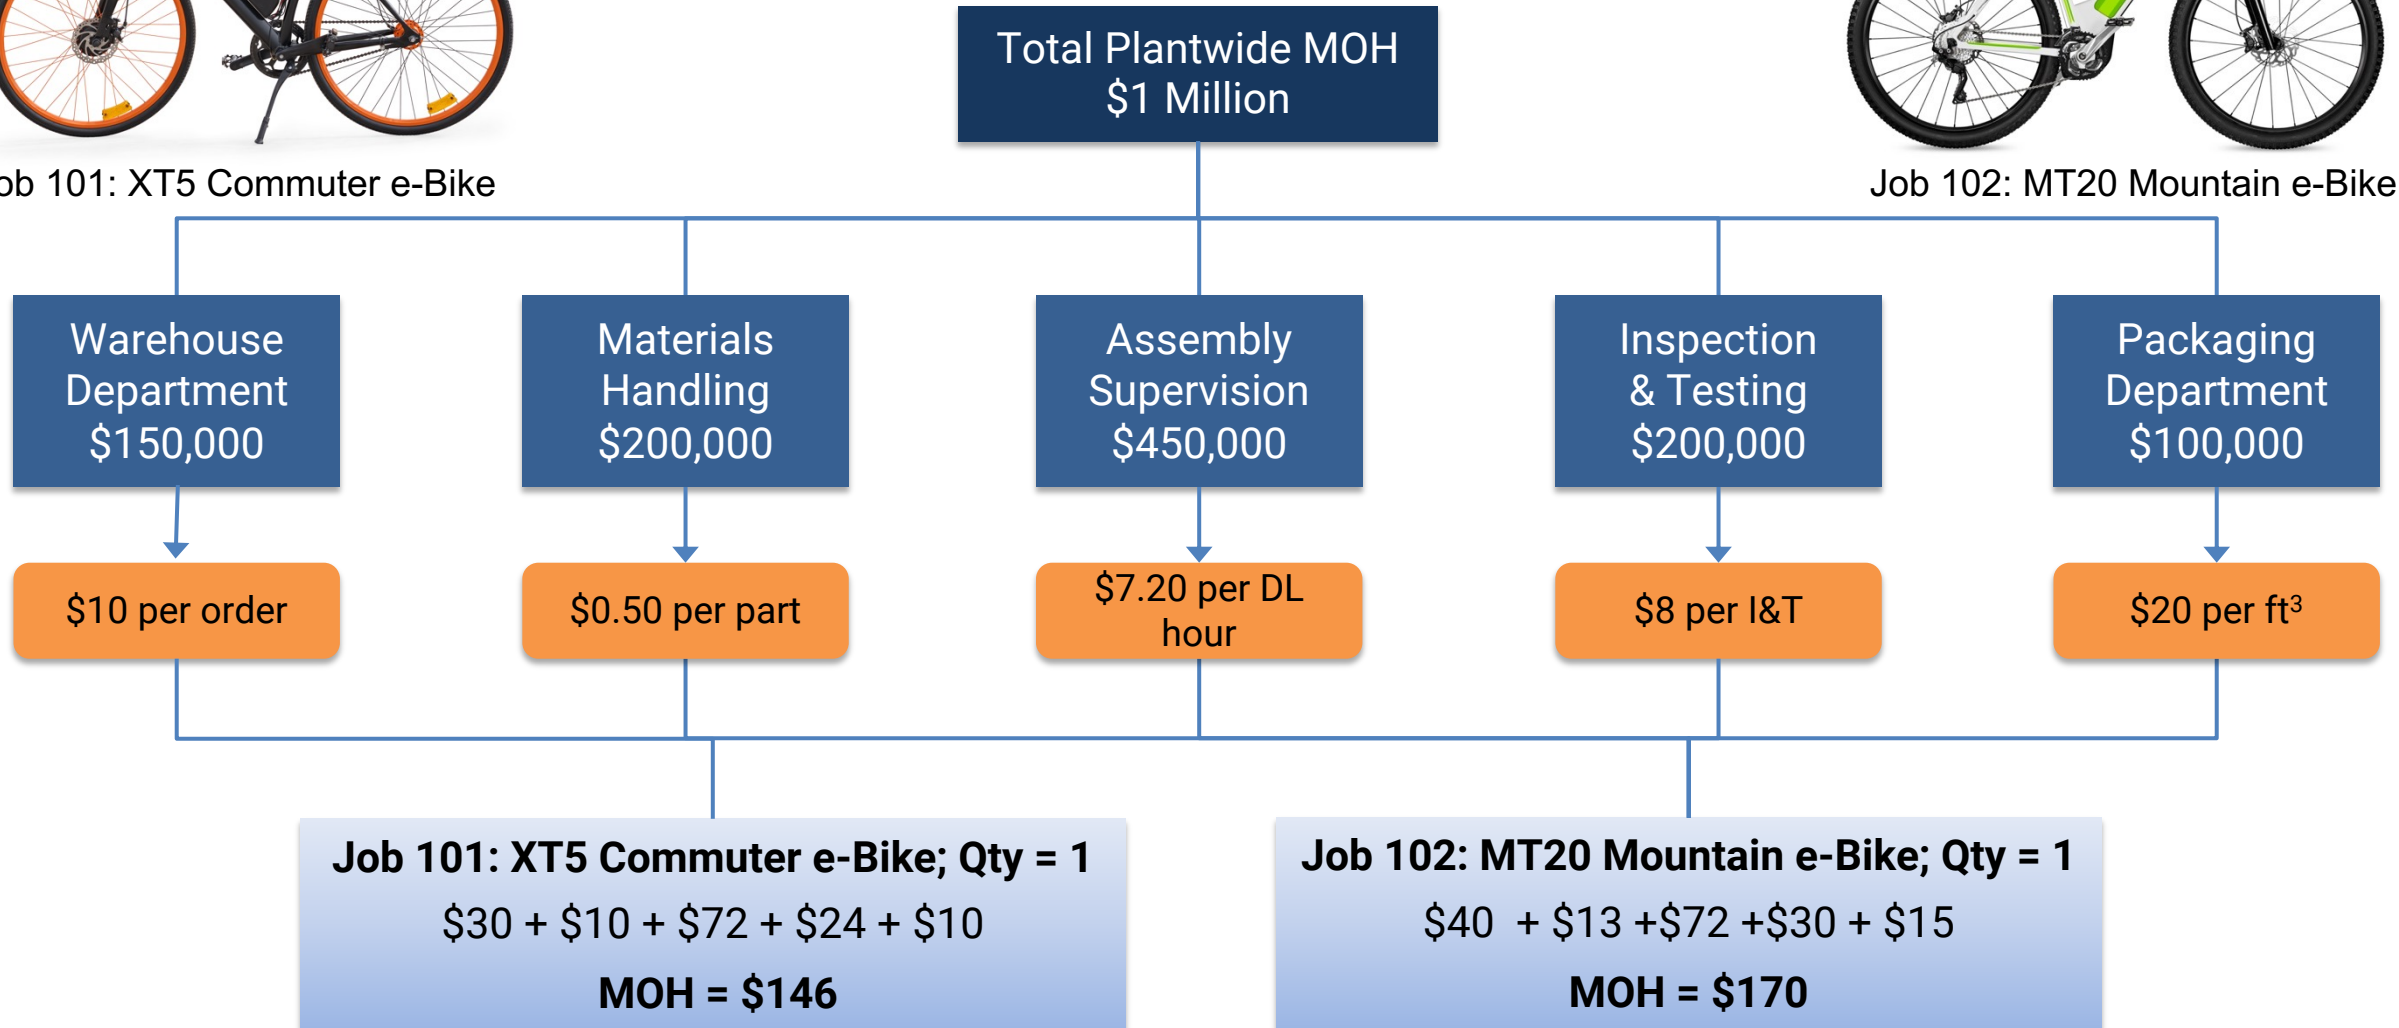 Total Plantwide MOH
$1 Million
ob 101: XT5 Commuter e-Bike
Job 102: MT20 Mountain e-Bike
Warehouse
Department
$150,000
Materials
Handling
$200,000
Assembly
Supervision
$450,000
Inspection
& Testing
$200,000
Packaging
Department
$100,000
$10 per order
$0.50 per part
$7.20 per DL
hour
$8 per I&T
$20 per ft³
Job 101: XT5 Commuter e-Bike; Qty = 1
$30 + $10 + $72 + $24 + $10
MOH = $146
Job 102: MT20 Mountain e-Bike; Qty = 1
$40 + $13 +$72 +$30 + $15
MOH = $170